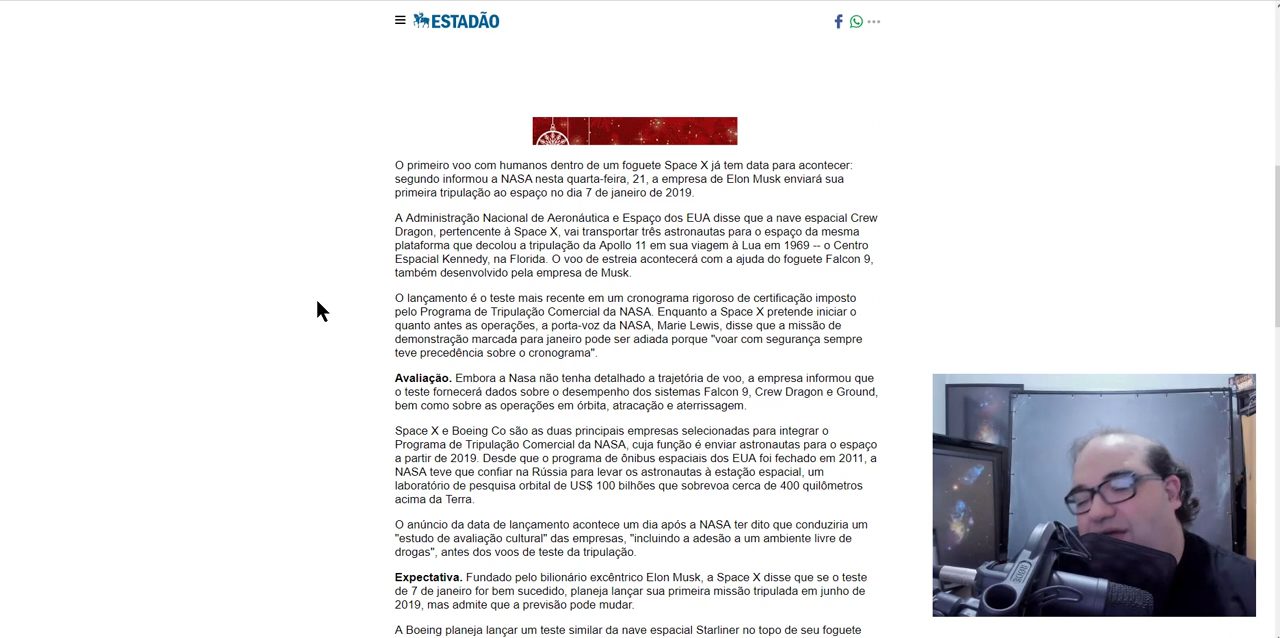 ESTADÃO
O primeiro voo com humanos dentro de um foguete Space X já tem data para acontecer:
segundo informou a NASA nesta quarta-feira, 21, a empresa de Elon Musk enviará sua
primeira tripulação ao espaço no dia 7 de janeiro de 2019.
A Administração Nacional de Aeronáutica e Espaço dos EUA disse que a nave espacial Crew
Dragon, pertencente à Space X, vai transportar três astronautas para o espaço da mesma
plataforma que decolou a tripulação da Apollo 11 em sua viagem à Lua em 1969 -- o Centro
Espacial Kennedy, na Florida. O voo de estreia acontecerá com a ajuda do foguete Falcon 9,
também desenvolvido pela empresa de Musk.
O lançamento é o teste mais recente em um cronograma rigoroso de certificação imposto
pelo Programa de Tripulação Comercial da NASA. Enquanto a Space X pretende iniciar o
quanto antes as operações, a porta-voz da NASA, Marie Lewis, disse que a missão de
demonstração marcada para janeiro pode ser adiada porque "voar com segurança sempre
teve precedência sobre o cronograma".
Avaliação. Embora a Nasa não tenha detalhado a trajetória de voo, a empresa informou que
o teste fornecerá dados sobre o desempenho dos sistemas Falcon 9, Crew Dragon e Ground,
bem como sobre as operações em órbita, atracação e aterrissagem.
Space X e Boeing Co são as duas principais empresas selecionadas para integrar o
Programa de Tripulação Comercial da NASA, cuja função é enviar astronautas para o espaço
a partir de 2019. Desde que o programa de ônibus espaciais dos EUA foi fechado em 2011, a
NASA teve que confiar na Rússia para levar os astronautas à estação espacial, um
laboratório de pesquisa orbital de US$ 100 bilhões que sobrevoa cerca de 400 quilômetros
acima da Terra.
O anúncio da data de lançamento acontece um dia após a NASA ter dito que conduziria um
"estudo de avaliação cultural" das empresas, "incluindo a adesão a um ambiente livre de
drogas", antes dos voos de teste da tripulação.
Expectativa. Fundado pelo bilionário excêntrico Elon Musk, a Space X disse que se o teste
de 7 de janeiro for bem sucedido, planeja lançar sua primeira missão tripulada em junho de
2019, mas admite que a previsão pode mudar.
A Boeing planeja lançar um teste similar da nave espacial Starliner no topo de seu foguete
RØDE